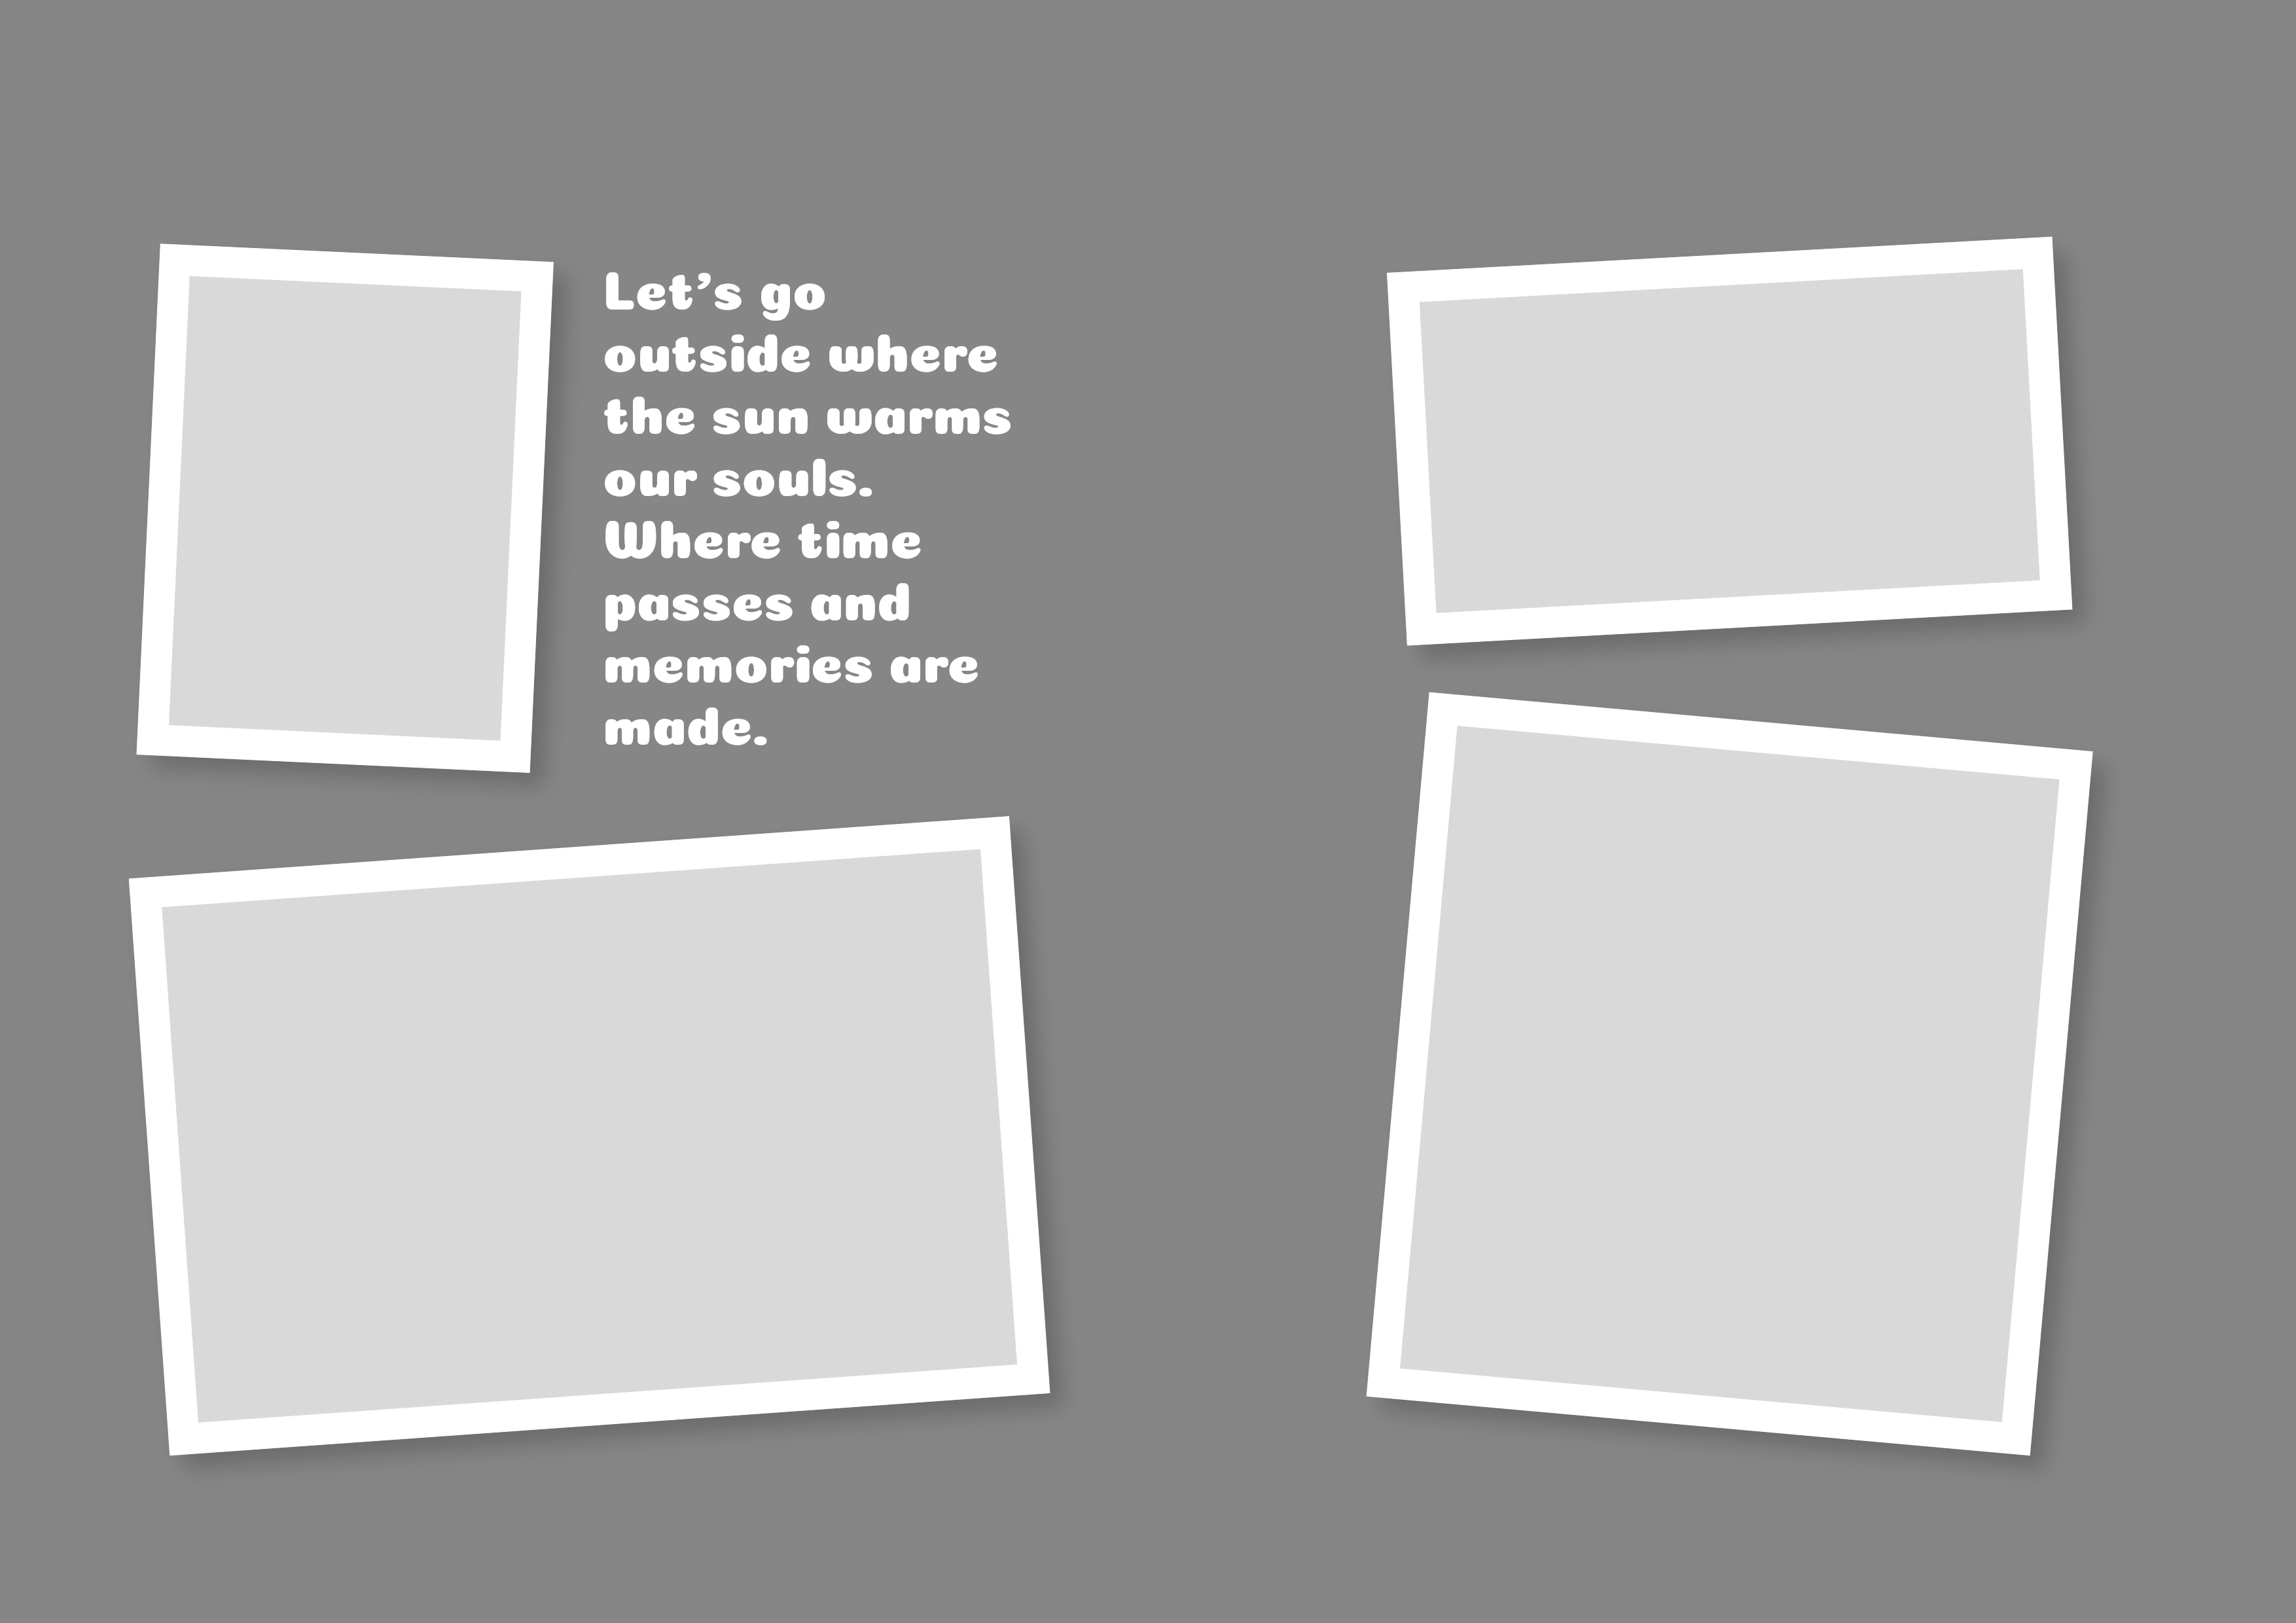 Let’s go
outside where
the sun warms
our souls.
Where time
passes and
memories are
made.